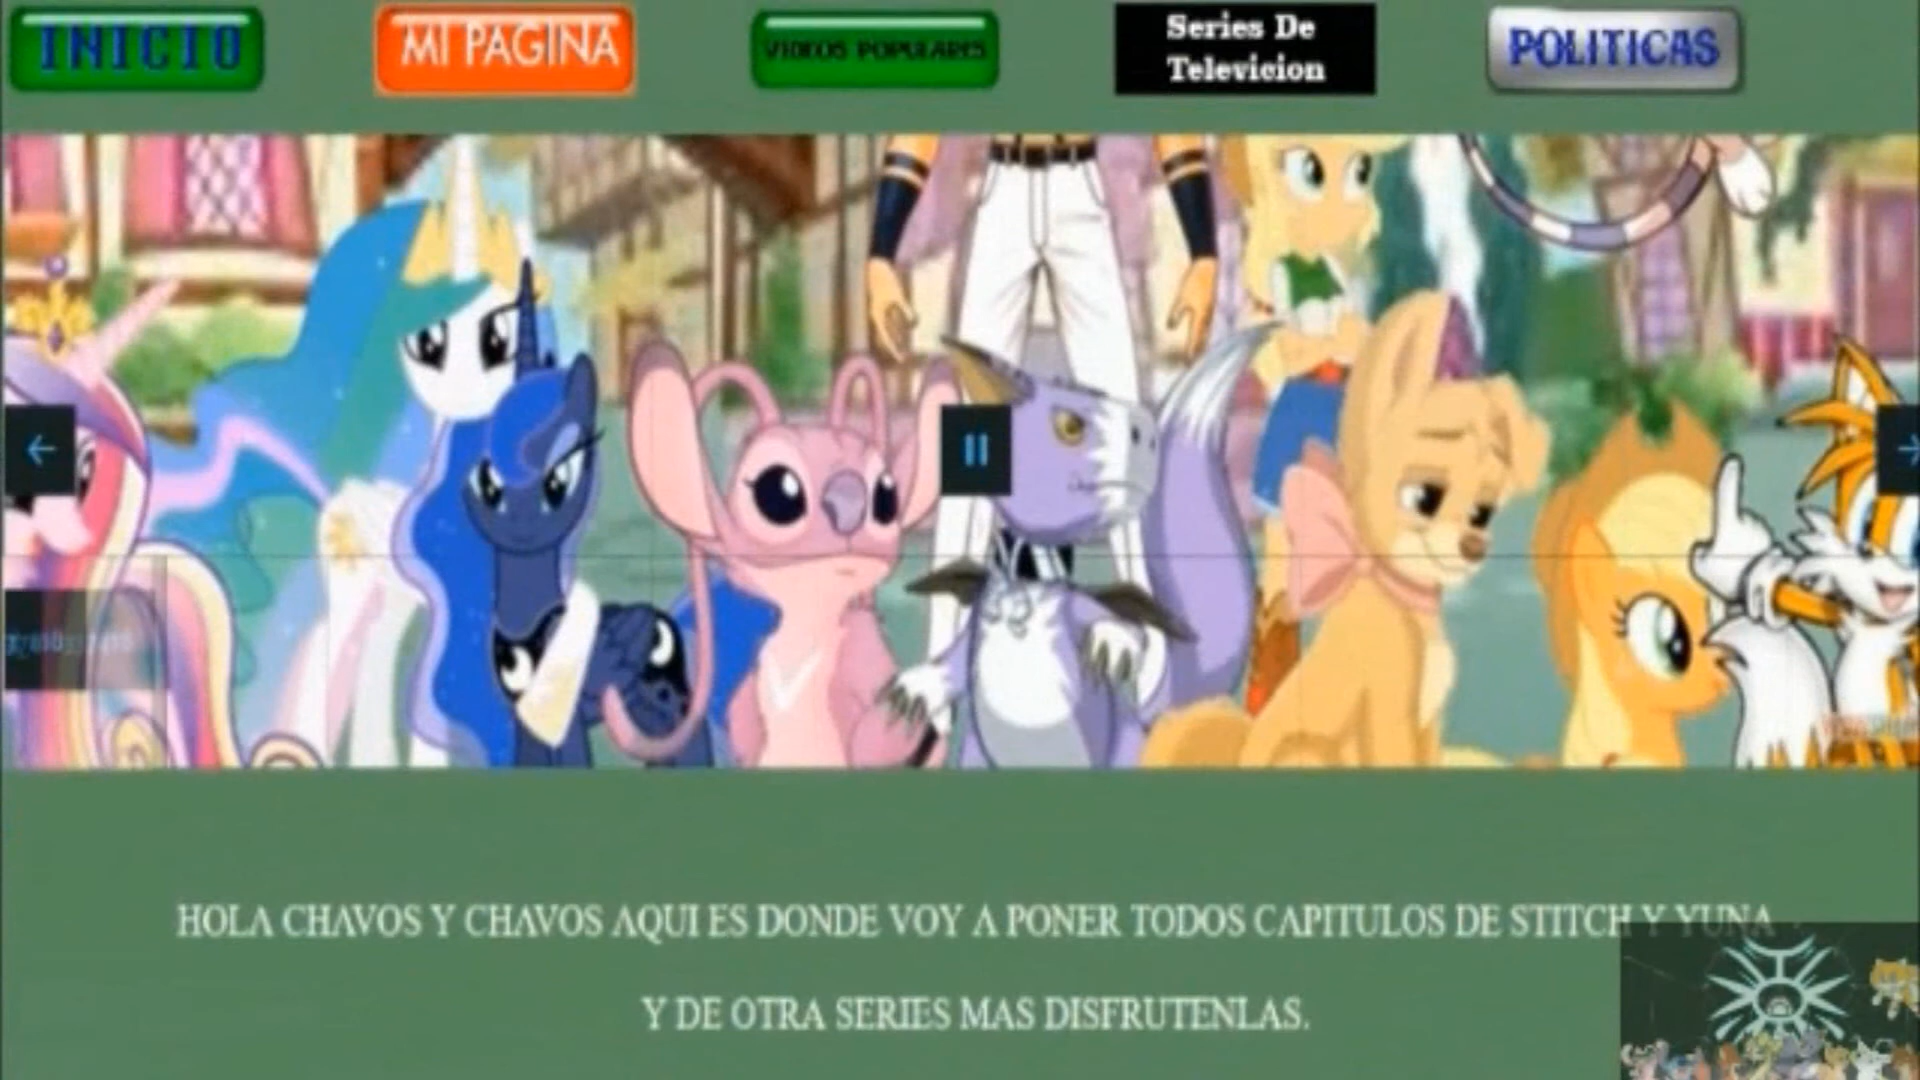 INICIO
MI PAGINA
VIDEOS POPULARES
Series De
Televicion
POLITICAS
HOLA CHAVOS Y CHAVOS AQUI ES DONDE VOY A PONER TODOS CAPITULOS DE STITCH Y YUNA
Y DE OTRA SERIES MAS DISFRUTENLAS.